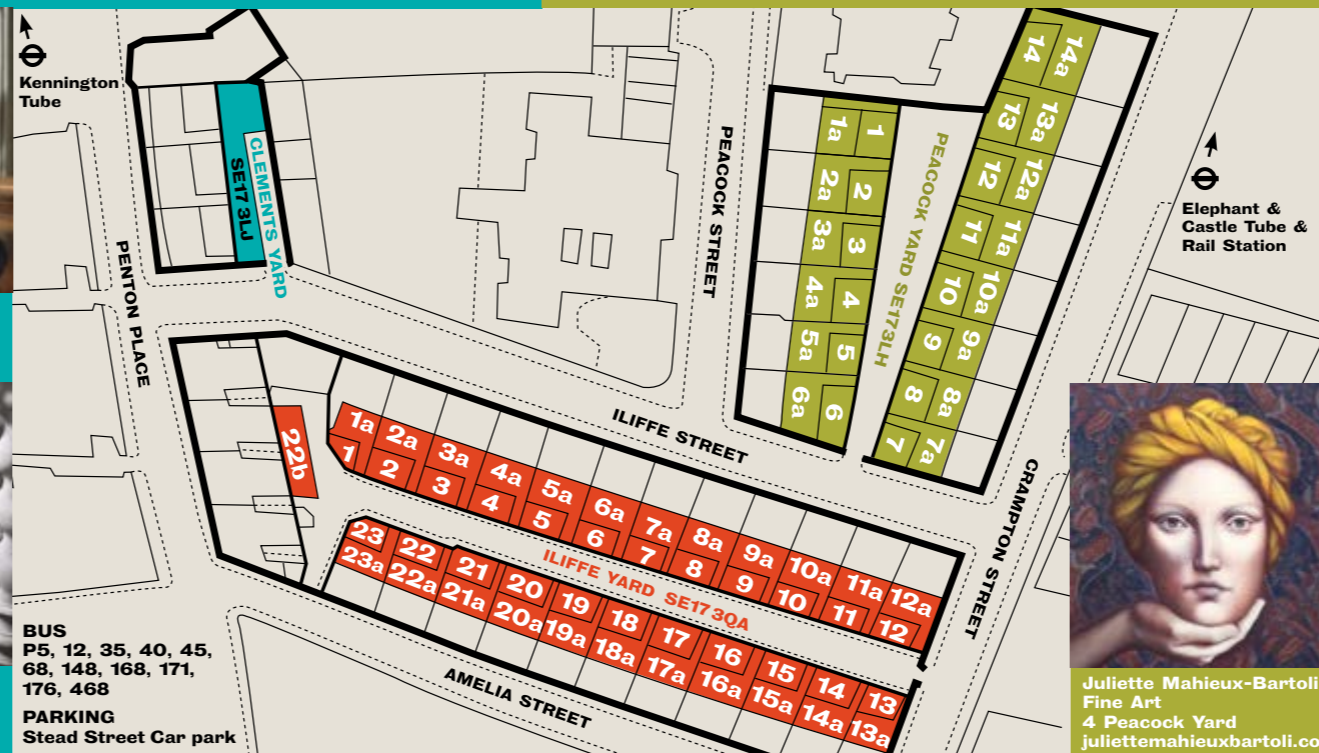 Kennington
Tube
CLEMENTS YARD
SE17 3LJ
PENTON PLACE
PEACOCK STREET
PEACOCK YARD SE17 3LH
1a
1
2a
2
3a
3
4a
4
5a
5
6a
6
14
14a
13
13a
12
12a
11
11a
10
10a
9
9a
8
8a
7
7a
Elephant &
Castle Tube &
Rail Station
ILIFFE STREET
CRAMPTON STREET
22b
1a
2a
3a
4a
5a
6a
7a
8a
9a
10a
11a
12a
1
2
3
4
5
6
7
8
9
10
11
12
ILIFFE YARD SE17 3QA
23
22
21
20
19
18
17
16
15
14
13
23a
22a
21a
20a
19a
18a
17a
16a
15a
14a
13a
AMELIA STREET
BUS
P5, 12, 35, 40, 45,
68, 148, 168, 171,
176, 468
PARKING
Stead Street Car park
Juliette Mahieux-Bartoli
Fine Art
4 Peacock Yard
juliettemahieuxbartoli.co